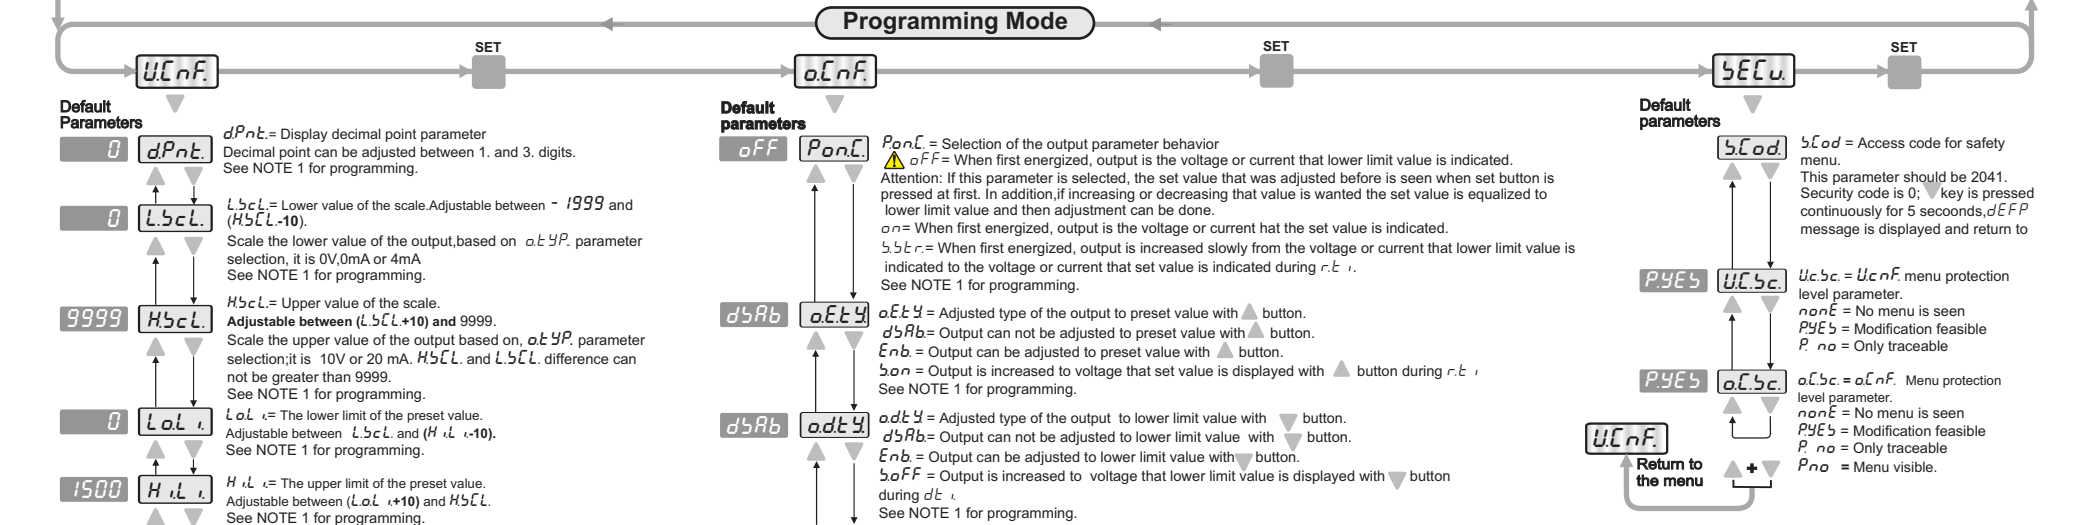 Programming Mode
SET
SET
SET
U.CnF.
o.CnF.
SECu.
Default
Parameters
0
d.Pnt.
d.Pnt.= Display decimal point parameter
Decimal point can be adjusted between 1. and 3. digits.
See NOTE 1 for programming.
0
L.ScL.
L.ScL.= Lower value of the scale.Adjustable between - 1999 and
(H.SCL.-10).
Scale the lower value of the output,based on o.tYP. parameter
selection, it is 0V,0mA or 4mA
See NOTE 1 for programming.
9999
H.ScL.
H.ScL.= Upper value of the scale.
Adjustable between (L.SCL.+10) and 9999.
Scale the upper value of the output based on, o.tYP. parameter
selection;it is 10V or 20 mA. H.SCL. and L.SCL. difference can
not be greater than 9999.
See NOTE 1 for programming.
0
Lo.L i.
Lo.L i.= The lower limit of the preset value.
Adjustable between L.ScL. and (H i.L i.-10).
See NOTE 1 for programming.
1500
H i.L i.
H i.L i.= The upper limit of the preset value.
Adjustable between (Lo.L i.+10) and H.SCL.
See NOTE 1 for programming.
Default
parameters
oFF
Pon.C.
Pon.C. = Selection of the output parameter behavior
oFF= When first energized, output is the voltage or current that lower limit value is indicated.
Attention: If this parameter is selected, the set value that was adjusted before is seen when set button is
pressed at first. In addition,if increasing or decreasing that value is wanted the set value is equalized to
lower limit value and then adjustment can be done.
on= When first energized, output is the voltage or current hat the set value is indicated.
S.Str.= When first energized, output is increased slowly from the voltage or current that lower limit value is
indicated to the voltage or current that set value is indicated during r.t i.
See NOTE 1 for programming.
dSAb
o.E.tY.
o.E.tY. = Adjusted type of the output to preset value with button.
dSAb.= Output can not be adjusted to preset value with button.
Enb. = Output can be adjusted to preset value with button.
S.on = Output is increased to voltage that set value is displayed with button during r.t i
See NOTE 1 for programming.
dSAb
o.d.tY.
o.d.tY. = Adjusted type of the output to lower limit value with button.
dSAb.= Output can not be adjusted to lower limit value with button.
Enb. = Output can be adjusted to lower limit value with button.
S.oFF = Output is increased to voltage that lower limit value is displayed with button
during dt i.
See NOTE 1 for programming.
Default
parameters
S.Cod.
S.Cod = Access code for safety
menu.
This parameter should be 2041.
Security code is 0; key is pressed
continuously for 5 secoonds,dEFP
message is displayed and return to
P.YES
U.C.Sc.
U.c.Sc. = U.cnF. menu protection
level parameter.
nonE = No menu is seen
P.YES = Modification feasible
P. no = Only traceable
P.YES
o.C.Sc.
o.C.Sc. = o.CnF. Menu protection
level parameter.
nonE = No menu is seen
P.YES = Modification feasible
P. no = Only traceable
Pno = Menu visible.
U.CnF.
Return to
the menu
+